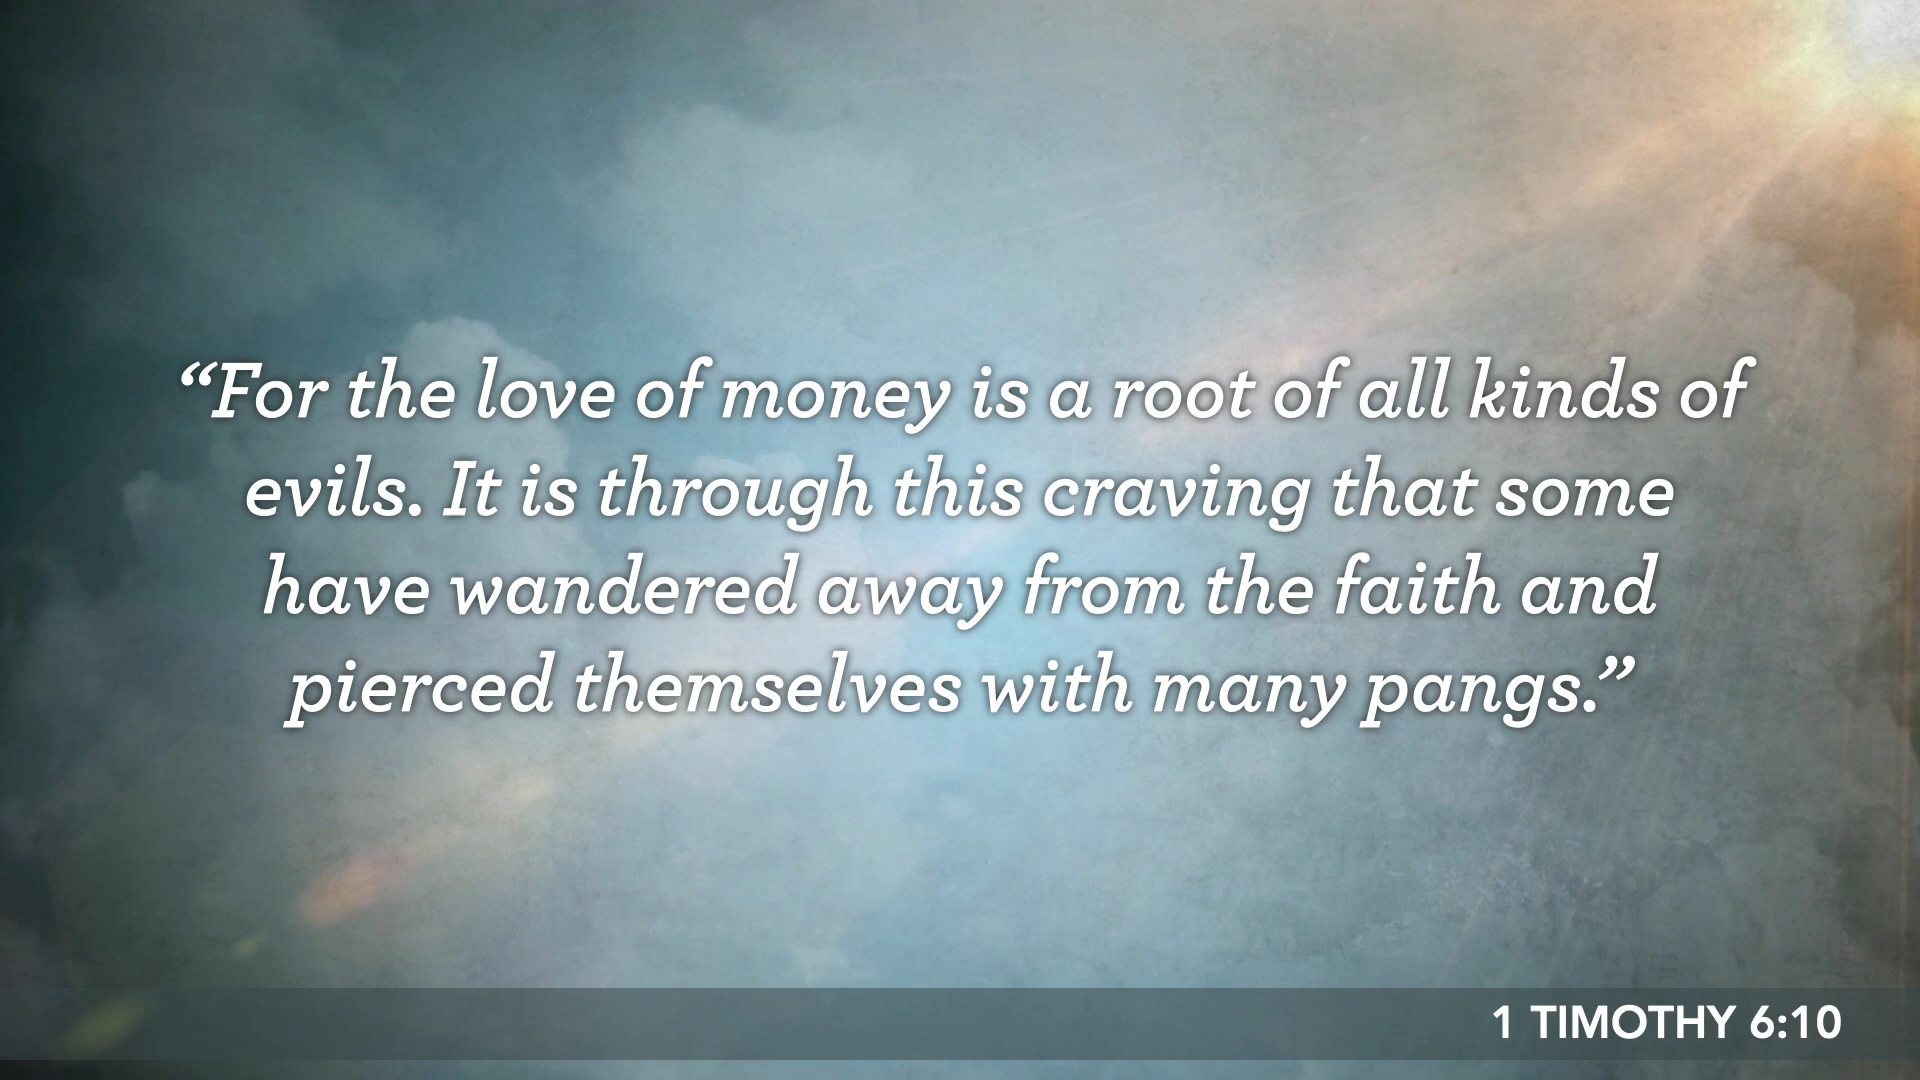 “For the love of money is a root of all kinds of
evils. It is through this craving that some
have wandered away from the faith and
pierced themselves with many pangs.”
1 TIMOTHY 6:10